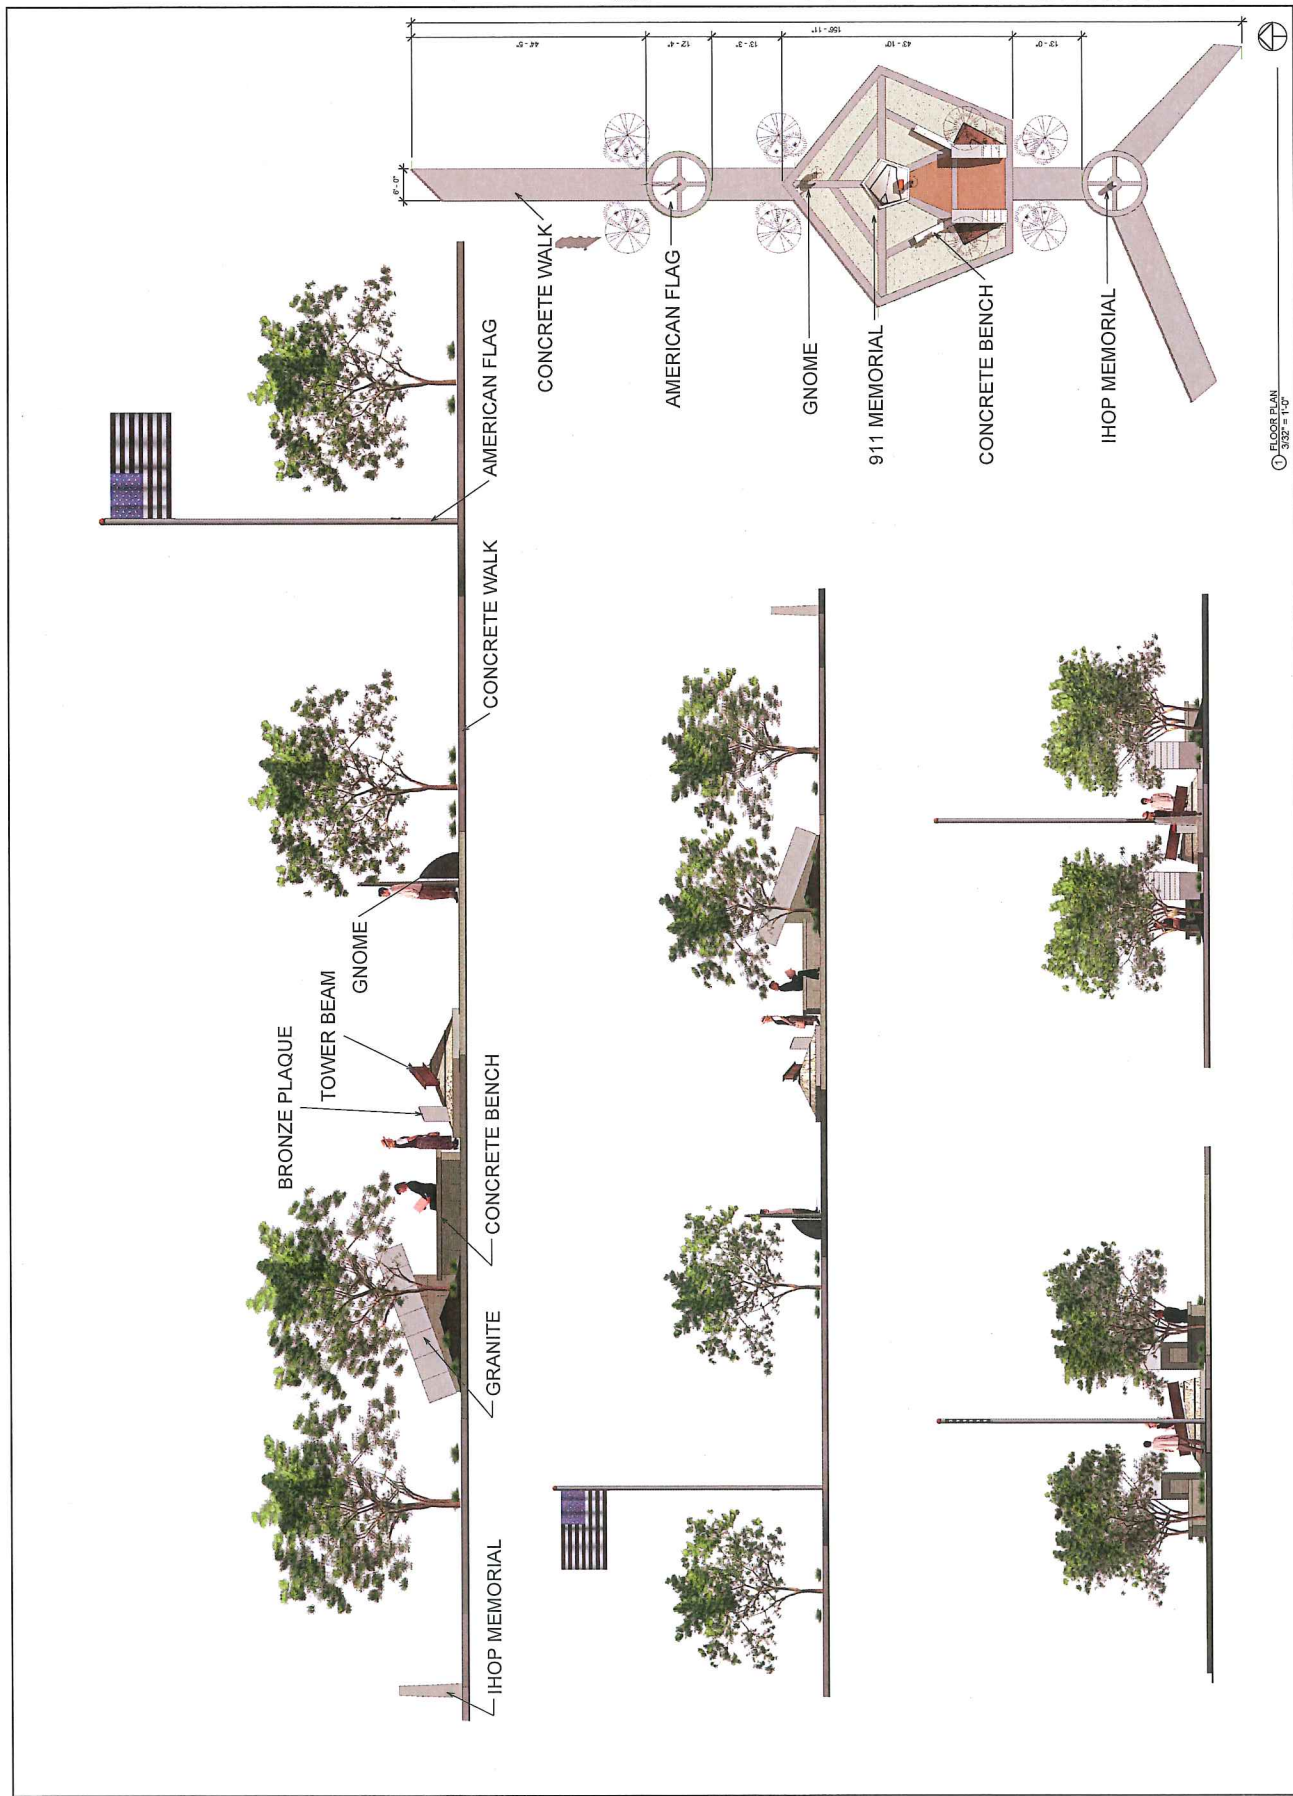 AMERICAN FLAG
CONCRETE WALK
GNOME
TOWER BEAM
BRONZE PLAQUE
CONCRETE BENCH
GRANITE
IHOP MEMORIAL
6' - 0"
44' - 5"
12' - 4"
13' - 3"
156' - 11"
43' - 10"
13' - 0"
CONCRETE WALK
AMERICAN FLAG
GNOME
911 MEMORIAL
CONCRETE BENCH
IHOP MEMORIAL
1 FLOOR PLAN
3/32" = 1'-0"